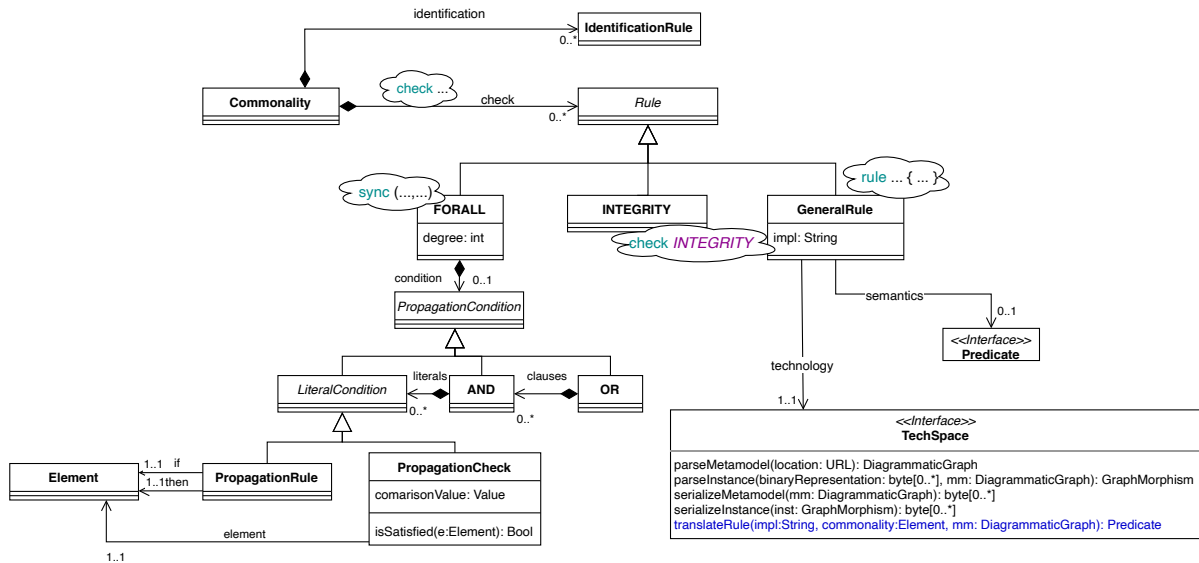 identification
IdentificationRule
0..*
check ...
Commonality
check
Rule
0..*
rule ... { ... }
sync (...,...)
FORALL
INTEGRITY
GeneralRule
degree: int
check INTEGRITY
impl: String
condition
0..1
semantics
PropagationCondition
0..1
<<Interface>>
Predicate
technology
literals
clauses
LiteralCondition
AND
OR
0..*
0..*
1..1
<<Interface>>
TechSpace
Element
1..1 if
PropagationRule
PropagationCheck
1..1then
comarisonValue: Value
parseMetamodel(location: URL): DiagrammaticGraph
parseInstance(binaryRepresentation: byte[0..*], mm: DiagrammaticGraph): GraphMorphism
serializeMetamodel(mm: DiagrammaticGraph): byte[0..*]
serializeInstance(inst: GraphMorphism): byte[0..*]
translateRule(impl:String, commonality:Element, mm: DiagrammaticGraph): Predicate
isSatisfied(e:Element): Bool
element
1..1